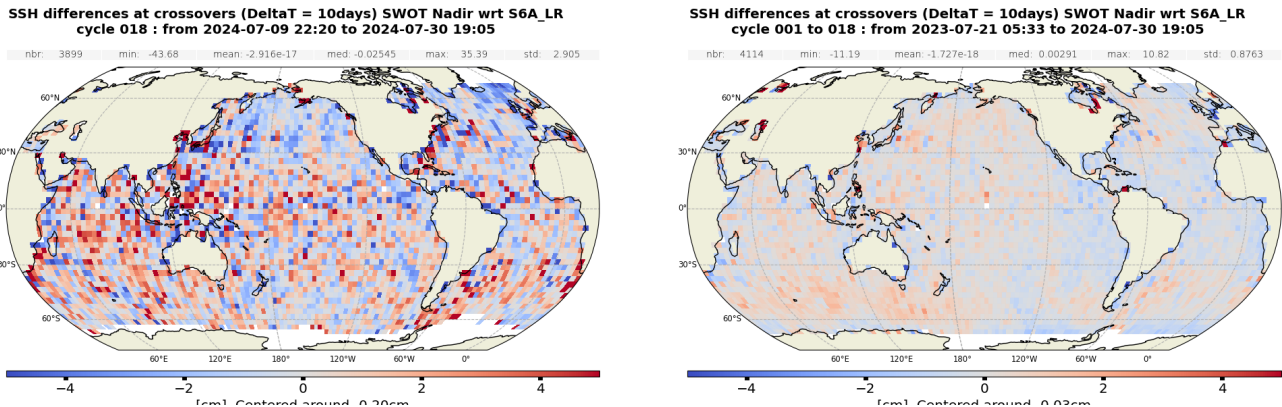 SSH differences at crossovers (DeltaT = 10days) SWOT Nadir wrt S6A_LR
cycle 018 : from 2024-07-09 22:20 to 2024-07-30 19:05
nbr: 3899 min: -43.68 mean: -2.916e-17 med: -0.02545 max: 35.39 std: 2.905
60°N
30°N
0°
30°S
60°S
60°E 120°E 180° 120°W 60°W 0°
−4 −2 0 2 4
SSH differences at crossovers (DeltaT = 10days) SWOT Nadir wrt S6A_LR
cycle 001 to 018 : from 2023-07-21 05:33 to 2024-07-30 19:05
nbr: 4114 min: -11.19 mean: -1.727e-18 med: 0.00291 max: 10.82 std: 0.8763
60°N
30°N
0°
30°S
60°S
60°E 120°E 180° 120°W 60°W 0°
−4 −2 0 2 4